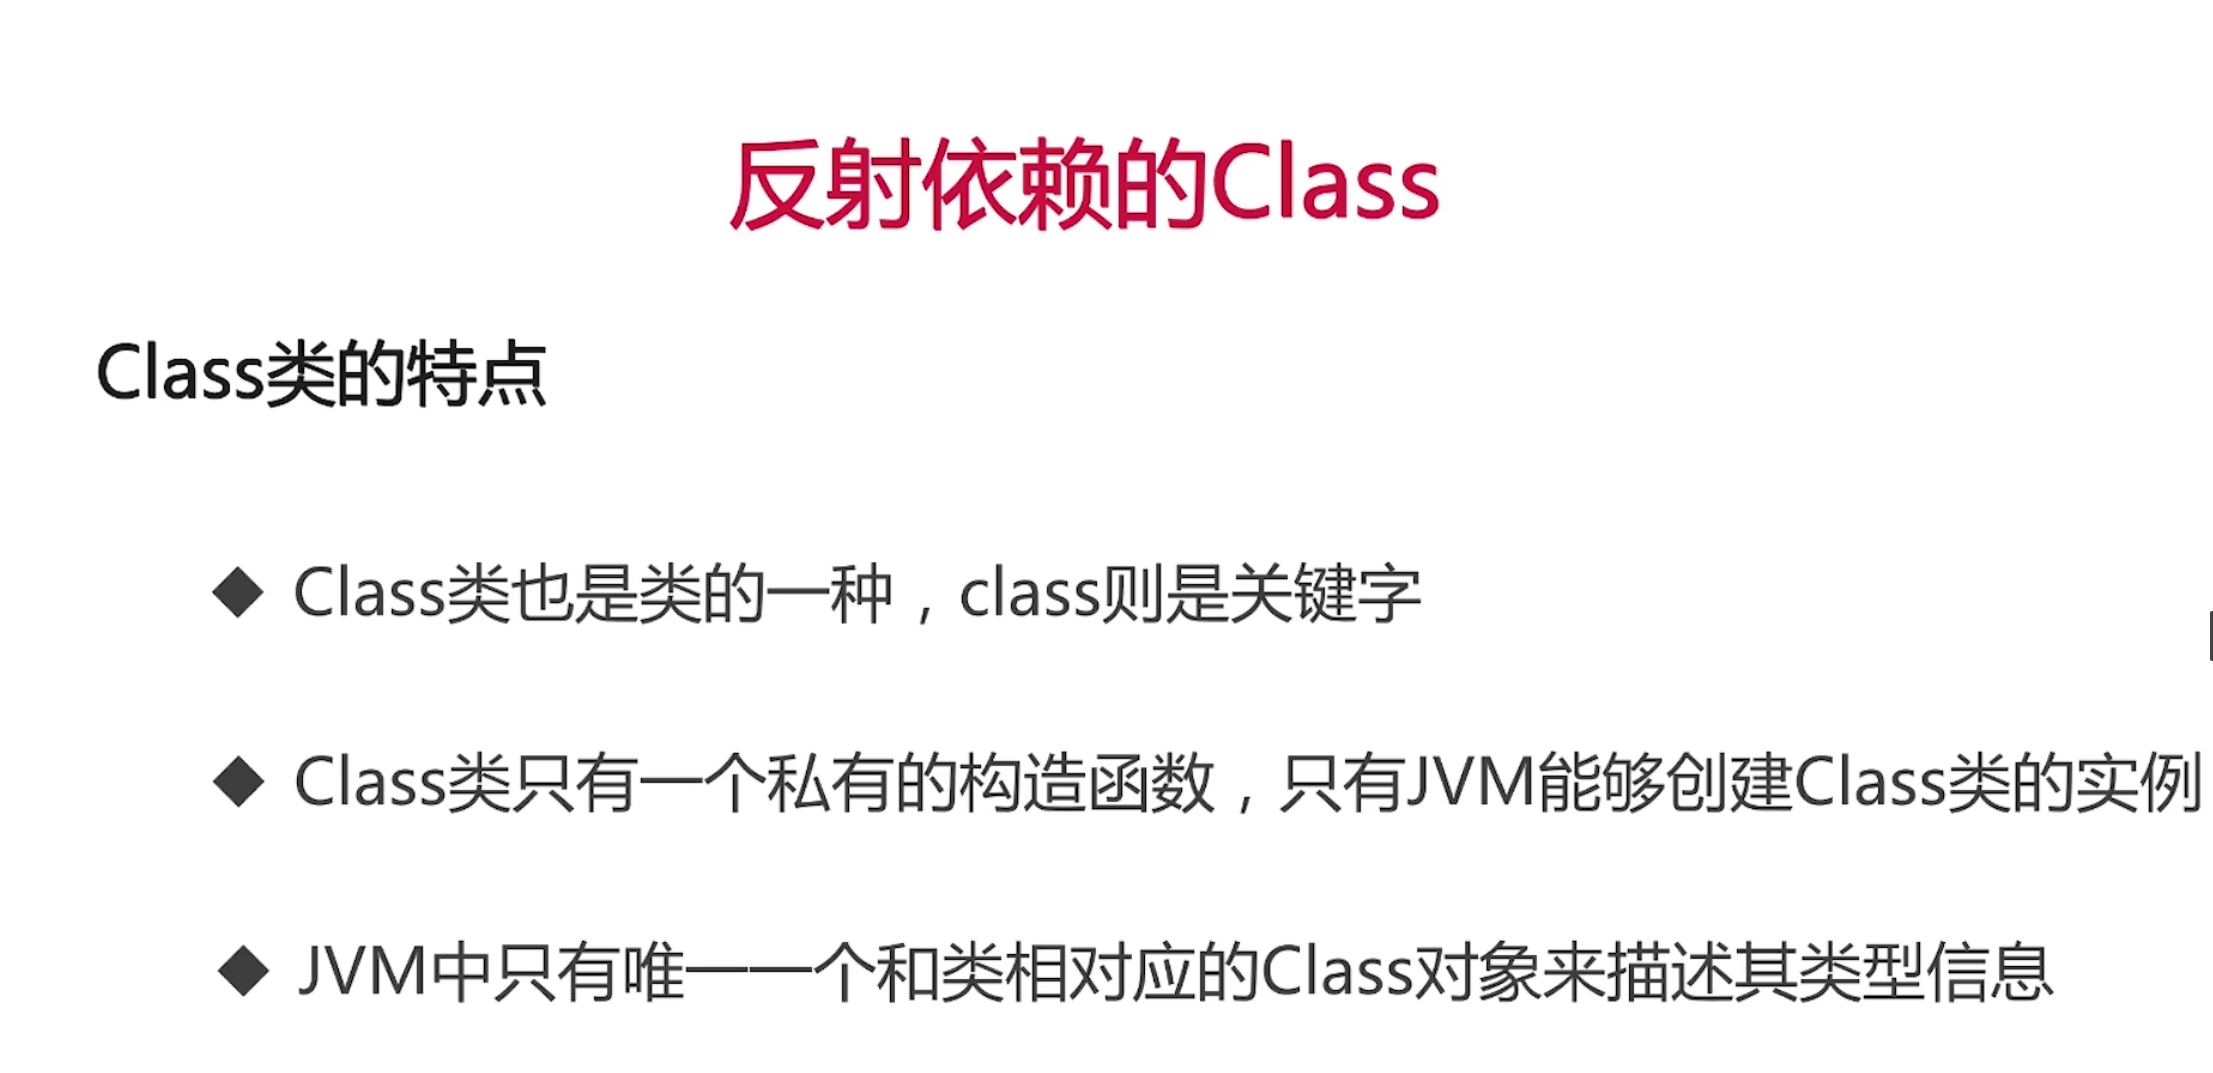 反射依赖的Class
Class类的特点
◆ Class类也是类的一种，class则是关键字
◆ Class类只有一个私有的构造函数，只有JVM能够创建Class类的实例
◆ JVM中只有唯一一个和类相对应的Class对象来描述其类型信息